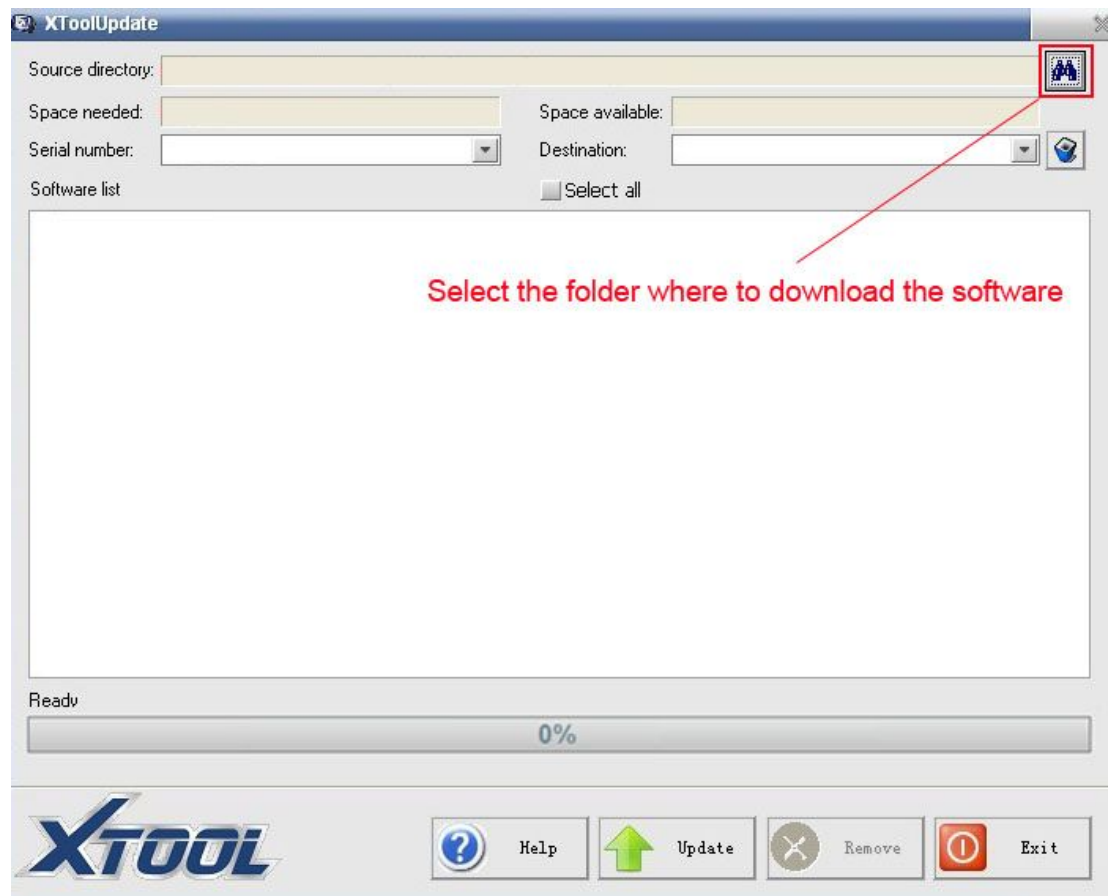 XToolUpdate
Source directory:
Space needed: Space available:
Serial number: Destination:
Software list Select all
Select the folder where to download the software
Ready
0%
XTOOL Help Update Remove Exit